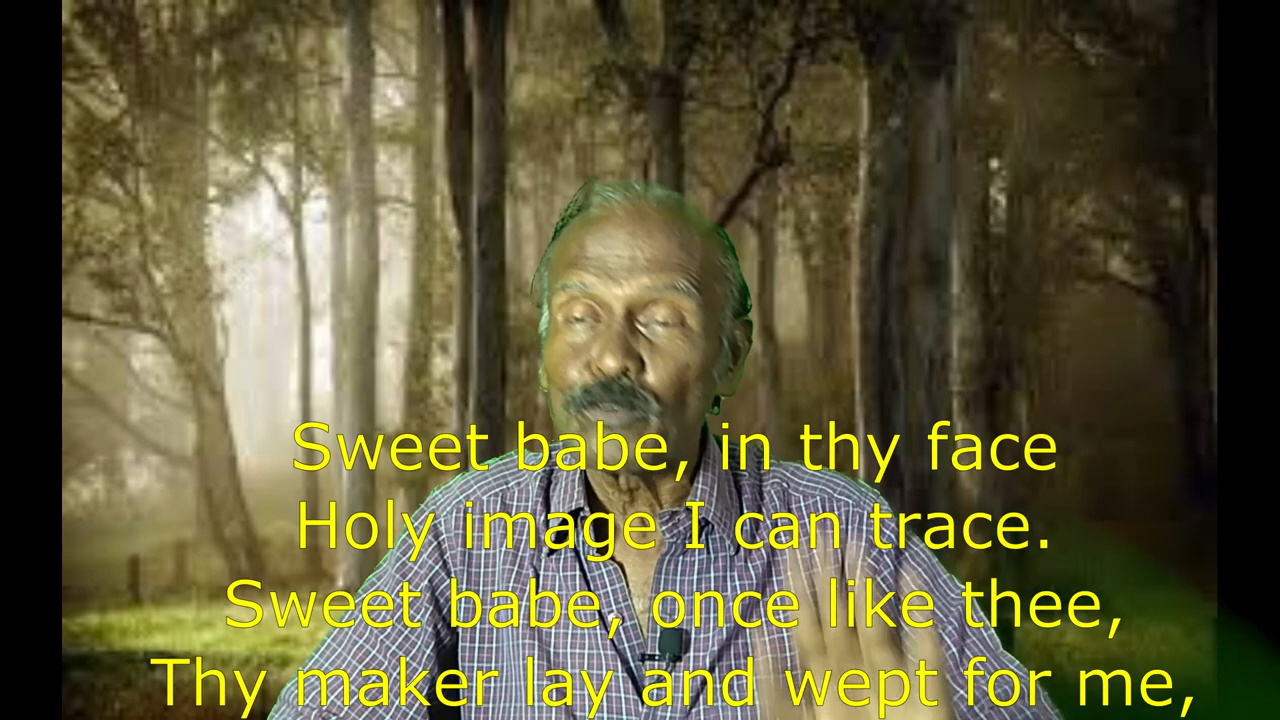 Sweet babe, in thy face
Holy image I can trace.
Sweet babe, once like thee,
Thy maker lay and wept for me,